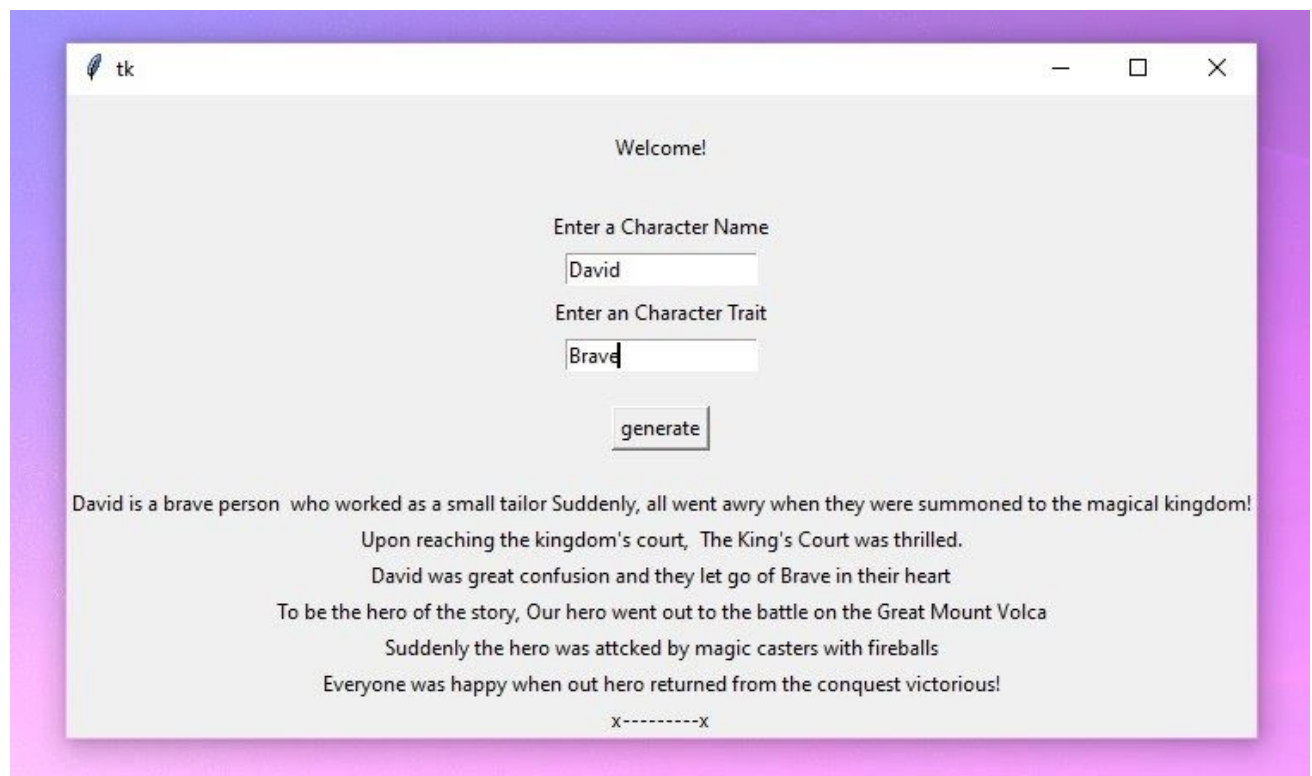 tk
Welcome!
Enter a Character Name
David
Enter an Character Trait
Brave
generate
David is a brave person  who worked as a small tailor Suddenly, all went awry when they were summoned to the magical kingdom!
Upon reaching the kingdom's court,  The King's Court was thrilled.
David was great confusion and they let go of Brave in their heart
To be the hero of the story, Our hero went out to the battle on the Great Mount Volca
Suddenly the hero was attcked by magic casters with fireballs
Everyone was happy when out hero returned from the conquest victorious!
x---------x